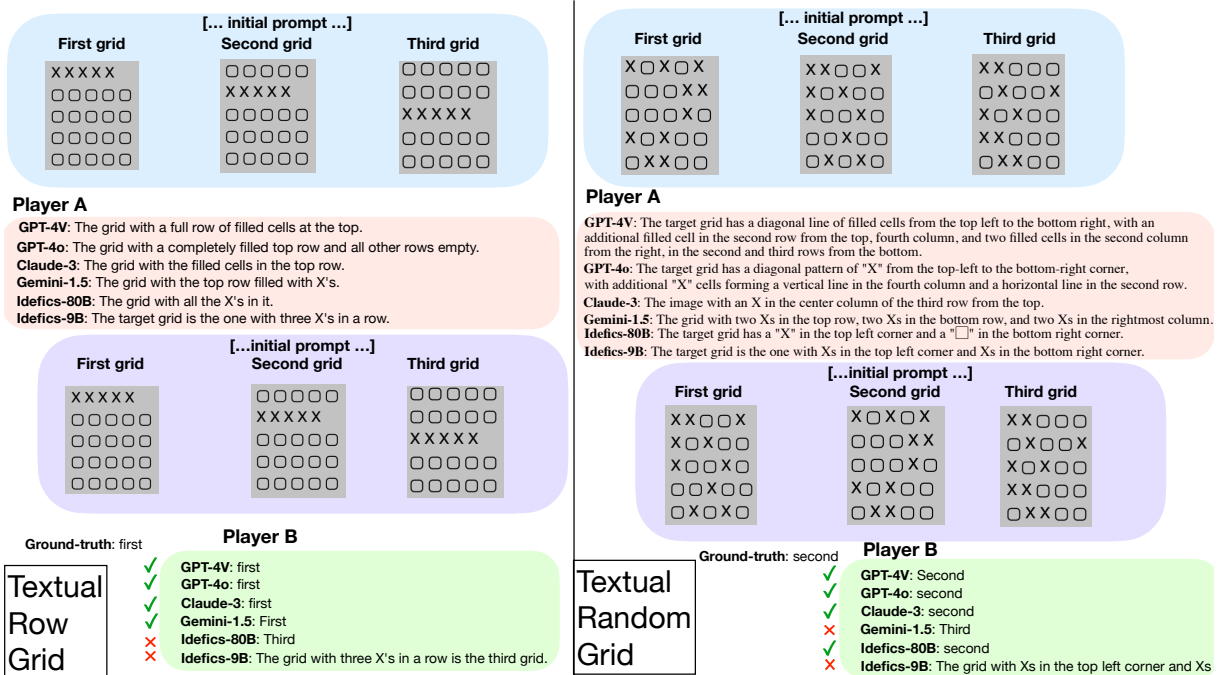 [... initial prompt ...]
First grid Second grid Third grid
X X X X X ▢ ▢ ▢ ▢ ▢ ▢ ▢ ▢ ▢ ▢
▢ ▢ ▢ ▢ ▢ X X X X X ▢ ▢ ▢ ▢ ▢
▢ ▢ ▢ ▢ ▢ ▢ ▢ ▢ ▢ ▢ X X X X X
▢ ▢ ▢ ▢ ▢ ▢ ▢ ▢ ▢ ▢ ▢ ▢ ▢ ▢ ▢
▢ ▢ ▢ ▢ ▢ ▢ ▢ ▢ ▢ ▢ ▢ ▢ ▢ ▢ ▢
Player A
GPT-4V: The grid with a full row of filled cells at the top.
GPT-4o: The grid with a completely filled top row and all other rows empty.
Claude-3: The grid with the filled cells in the top row.
Gemini-1.5: The grid with the top row filled with X's.
Idefics-80B: The grid with all the X's in it.
Idefics-9B: The target grid is the one with three X's in a row.
[...initial prompt ...]
First grid Second grid Third grid
X X X X X ▢ ▢ ▢ ▢ ▢ ▢ ▢ ▢ ▢ ▢
▢ ▢ ▢ ▢ ▢ X X X X X ▢ ▢ ▢ ▢ ▢
▢ ▢ ▢ ▢ ▢ ▢ ▢ ▢ ▢ ▢ X X X X X
▢ ▢ ▢ ▢ ▢ ▢ ▢ ▢ ▢ ▢ ▢ ▢ ▢ ▢ ▢
▢ ▢ ▢ ▢ ▢ ▢ ▢ ▢ ▢ ▢ ▢ ▢ ▢ ▢ ▢
Ground-truth: first
Player B
✓ GPT-4V: first
✓ GPT-4o: first
✓ Claude-3: first
✓ Gemini-1.5: First
✕ Idefics-80B: Third
✕ Idefics-9B: The grid with three X's in a row is the third grid.
Textual
Row
Grid
[... initial prompt ...]
First grid Second grid Third grid
X ▢ X ▢ X X X ▢ ▢ X X X ▢ ▢ ▢
▢ ▢ ▢ X X X ▢ X ▢ ▢ ▢ X ▢ ▢ X
▢ ▢ ▢ X ▢ X ▢ ▢ X ▢ X ▢ X ▢ ▢
X ▢ X ▢ ▢ ▢ ▢ X ▢ ▢ X X ▢ ▢ ▢
▢ X X ▢ ▢ ▢ X ▢ X ▢ ▢ X X ▢ ▢
Player A
GPT-4V: The target grid has a diagonal line of filled cells from the top left to the bottom right, with an
additional filled cell in the second row from the top, fourth column, and two filled cells in the second column
from the right, in the second and third rows from the bottom.
GPT-4o: The target grid has a diagonal pattern of "X" from the top-left to the bottom-right corner,
with additional "X" cells forming a vertical line in the fourth column and a horizontal line in the second row.
Claude-3: The image with an X in the center column of the third row from the top.
Gemini-1.5: The grid with two Xs in the top row, two Xs in the bottom row, and two Xs in the rightmost column.
Idefics-80B: The target grid has a "X" in the top left corner and a "▢" in the bottom right corner.
Idefics-9B: The target grid is the one with Xs in the top left corner and Xs in the bottom right corner.
[...initial prompt ...]
First grid Second grid Third grid
X X ▢ ▢ X X ▢ X ▢ X X X ▢ ▢ ▢
X ▢ X ▢ ▢ ▢ ▢ ▢ X X ▢ X ▢ ▢ X
X ▢ ▢ X ▢ ▢ ▢ ▢ X ▢ X ▢ X ▢ ▢
▢ ▢ X ▢ ▢ X ▢ X ▢ ▢ X X ▢ ▢ ▢
▢ X ▢ X ▢ ▢ X X ▢ ▢ ▢ X X ▢ ▢
Ground-truth: second
Player B
✓ GPT-4V: Second
✓ GPT-4o: second
✓ Claude-3: second
✕ Gemini-1.5: Third
✓ Idefics-80B: second
✕ Idefics-9B: The grid with Xs in the top left corner and Xs
Textual
Random
Grid